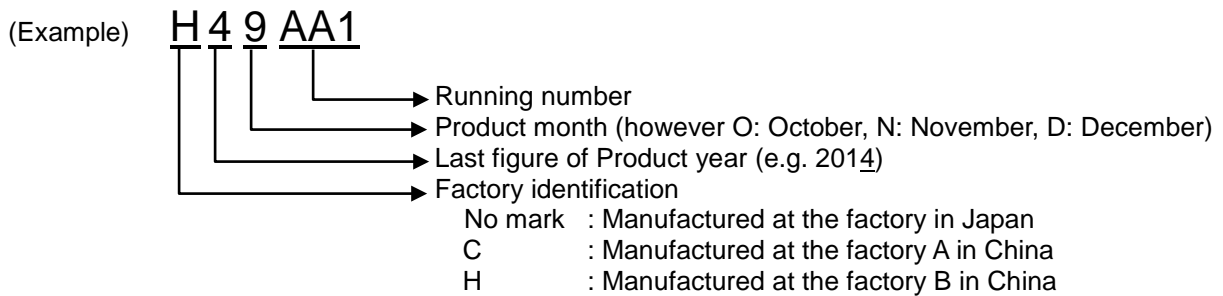 (Example) H 4 9 AA1
Running number
Product month (however O: October, N: November, D: December)
Last figure of Product year (e.g. 2014)
Factory identification
No mark : Manufactured at the factory in Japan
C : Manufactured at the factory A in China
H : Manufactured at the factory B in China